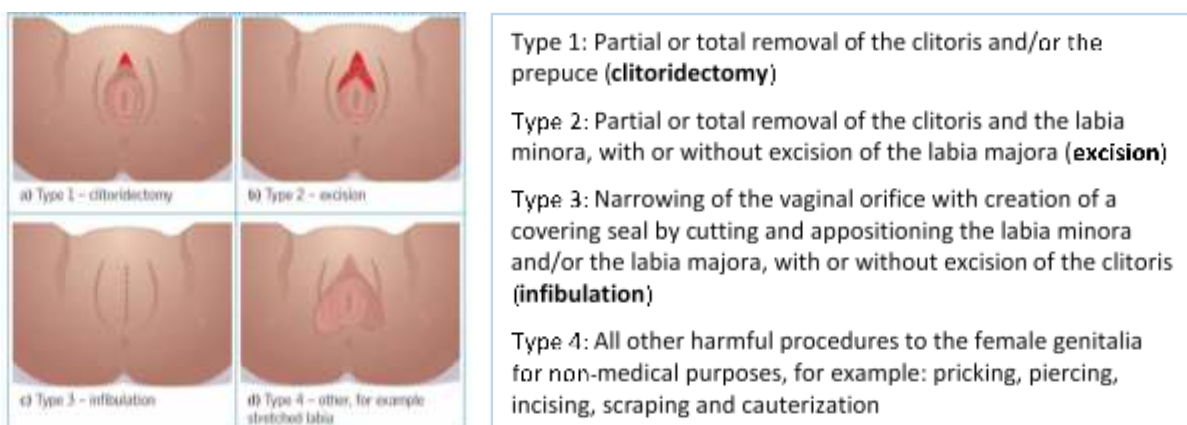 a) Type 1 – clitoridectomy
b) Type 2 – excision
c) Type 3 – infibulation
d) Type 4 – other, for example
stretched labia
Type 1: Partial or total removal of the clitoris and/or the
prepuce (clitoridectomy)
Type 2: Partial or total removal of the clitoris and the labia
minora, with or without excision of the labia majora (excision)
Type 3: Narrowing of the vaginal orifice with creation of a
covering seal by cutting and appositioning the labia minora
and/or the labia majora, with or without excision of the clitoris
(infibulation)
Type 4: All other harmful procedures to the female genitalia
for non-medical purposes, for example: pricking, piercing,
incising, scraping and cauterization